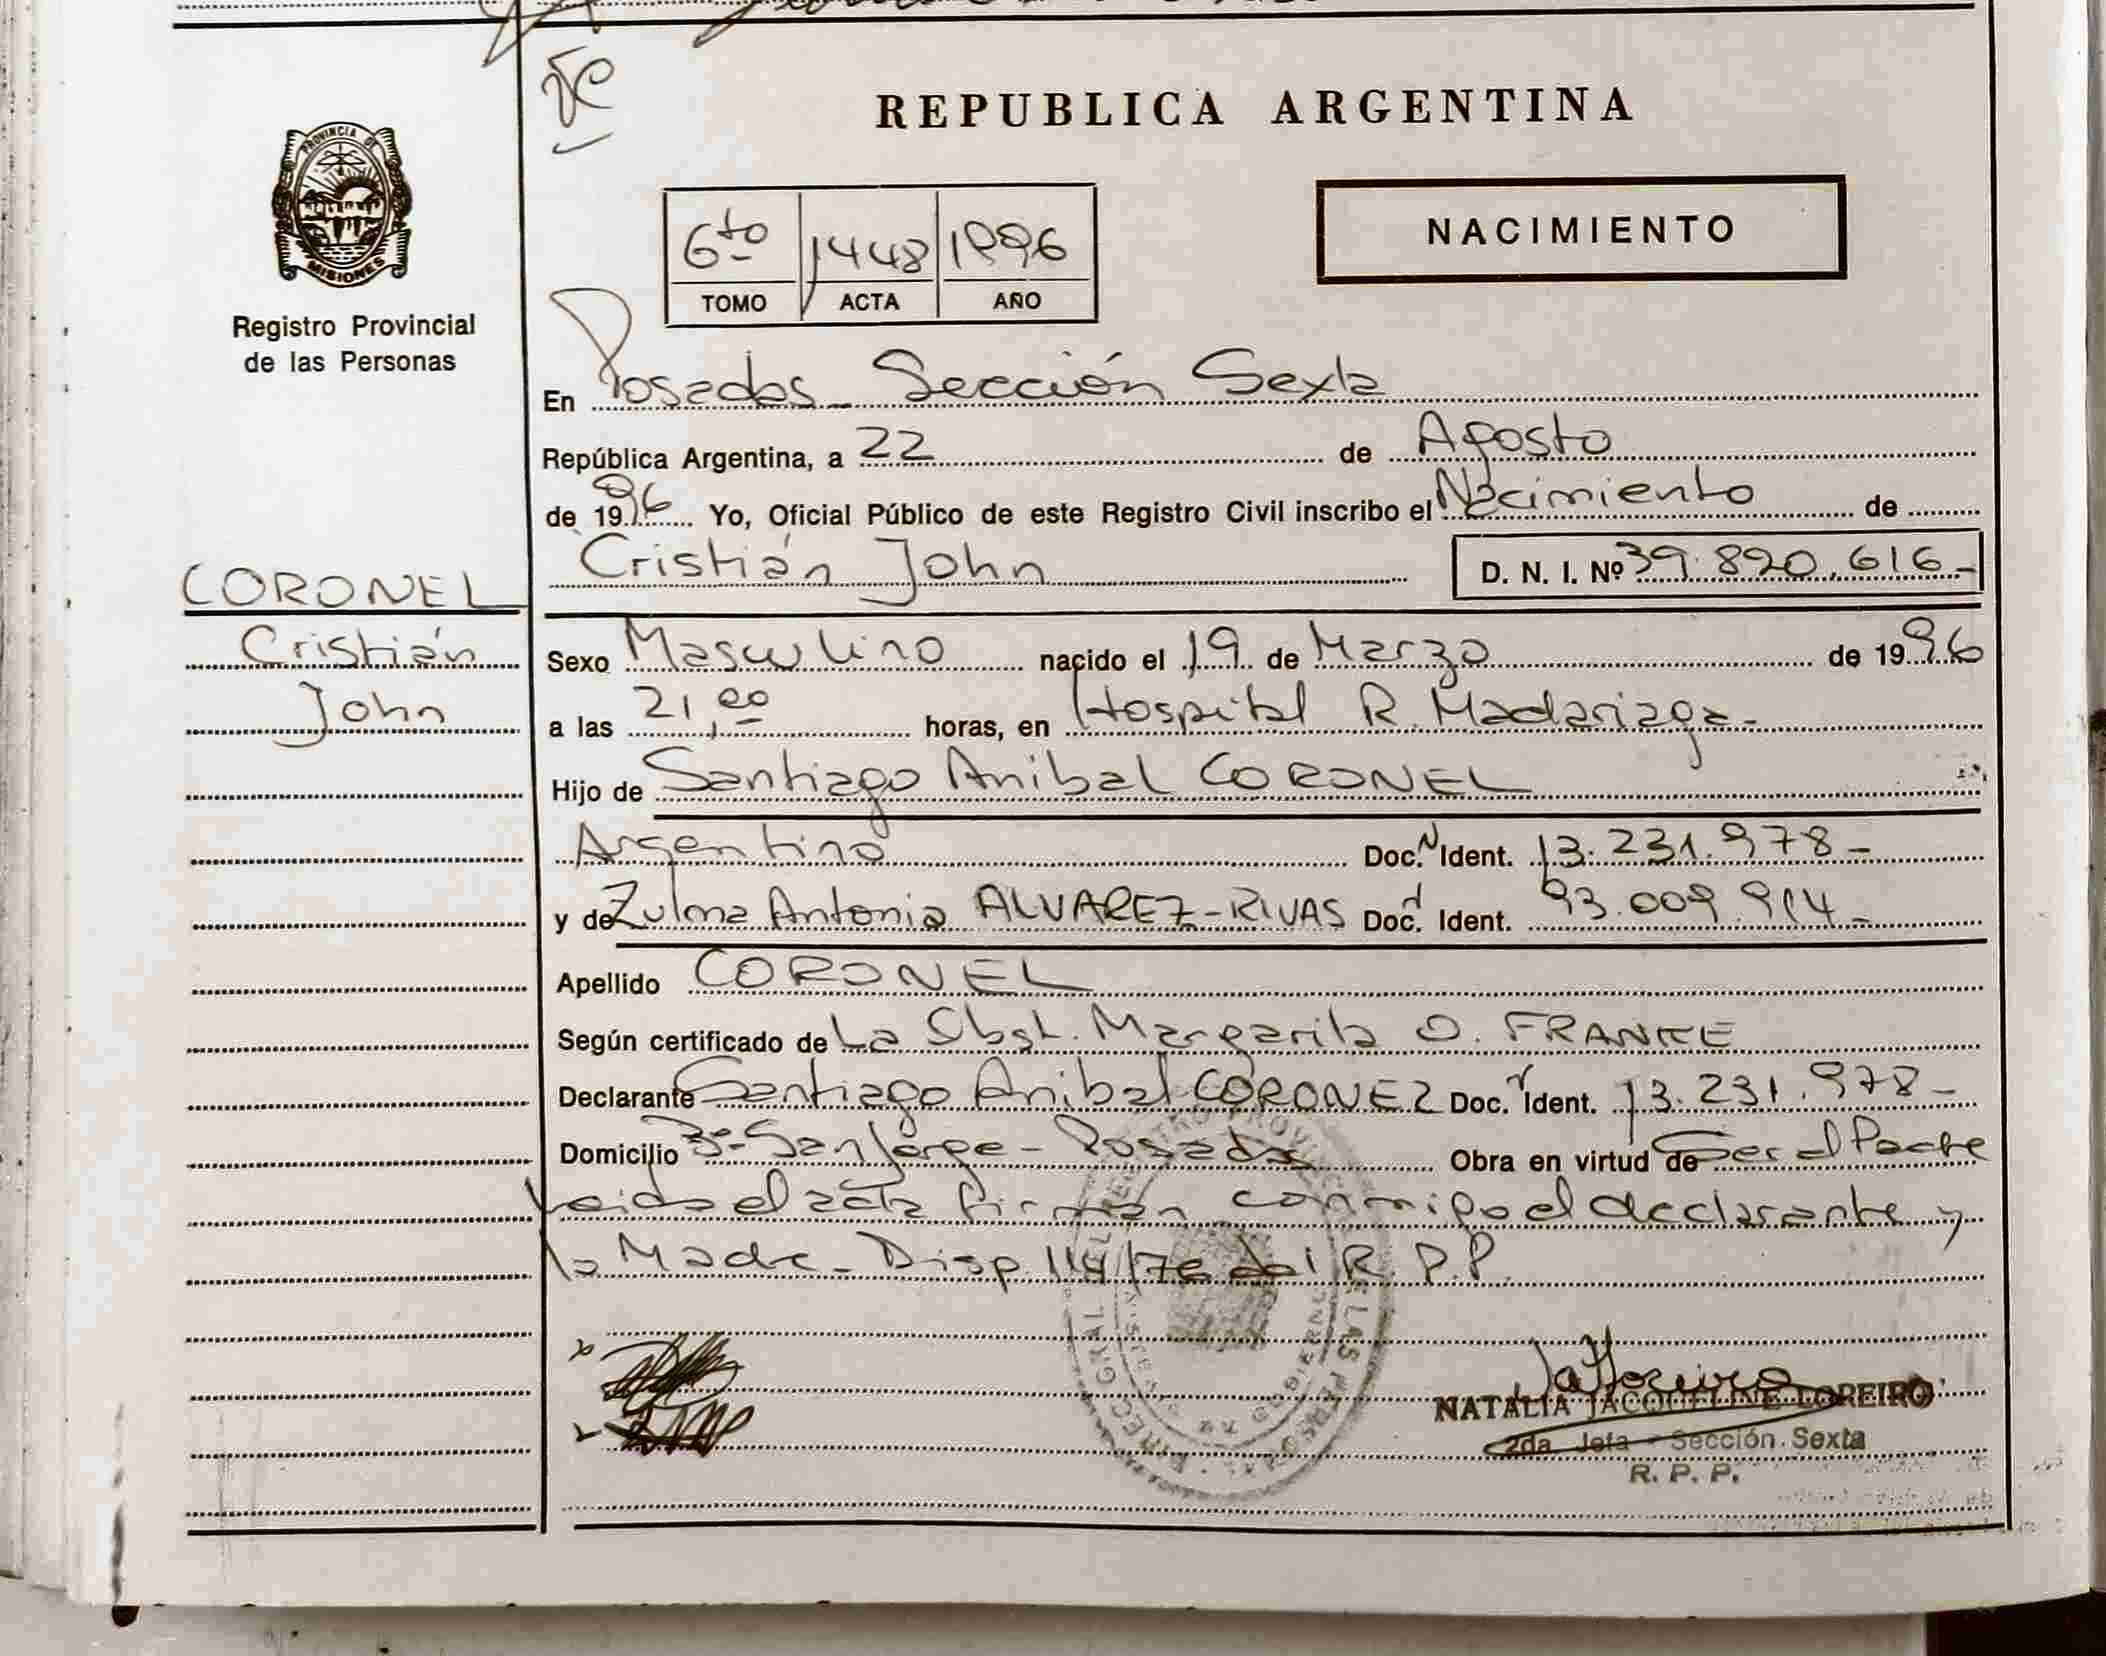 REPUBLICA ARGENTINA
PROVINCIA DE
MISIONES
Registro Provincial
de las Personas
NACIMIENTO
6to 1448 1996
TOMO ACTA AÑO
En Posadas - Sección Sexta
República Argentina, a 22 de Agosto
de 1996 Yo, Oficial Público de este Registro Civil inscribo el Nacimiento de
CORONEL
Cristián John D. N. I. Nº 39.890.616-
Cristián
John
Sexo Masculino nacido el 19 de Marzo de 1996
a las 21,00 horas, en Hospital R. Madariaga-
Hijo de Santiago Anibal CORONEL
Argentino Doc. Ident. 13.231.978-
y de Zulma Antonia ALVAREZ-RIVAS Doc. Ident. 93.009.914-
Apellido CORONEL
Según certificado de La Obst. Margarita O. FRANKE
Declarante Santiago Anibal CORONEL Doc. Ident. 13.231.978-
Domicilio Bº San Jorge - Posadas Obra en virtud de Ser el Padre
Leida el acta firman conmigo el declarante y
la Madre - Disp. 114/76 del R.P.P.
NATALIA JACQUELINE LOREIRO
2da Jefa - Sección Sexta
R. P. P.